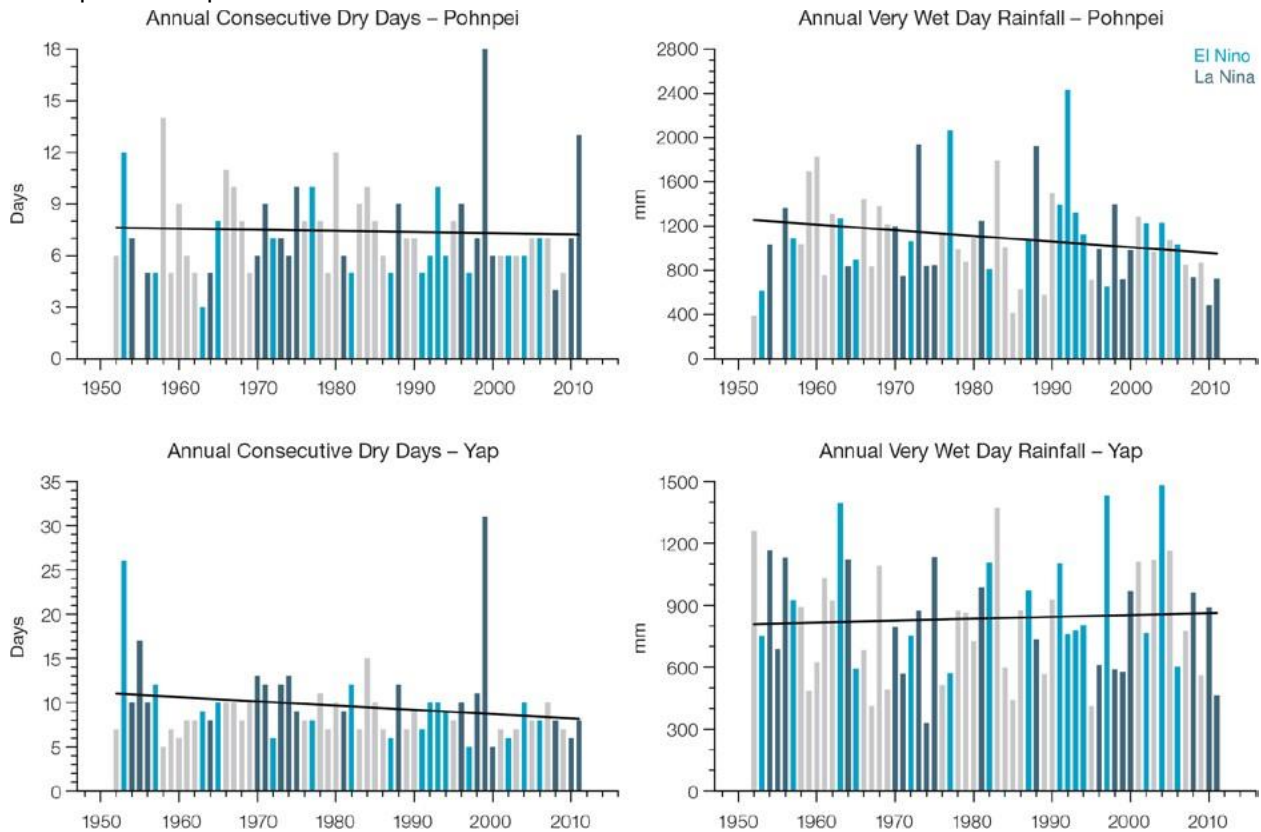 Annual Consecutive Dry Days – Pohnpei
Days
18
15
12
9
6
3
0
1950 1960 1970 1980 1990 2000 2010
Annual Very Wet Day Rainfall – Pohnpei
El Nino
La Nina
mm
2800
2400
2000
1600
1200
800
400
0
1950 1960 1970 1980 1990 2000 2010
Annual Consecutive Dry Days – Yap
Days
35
30
25
20
15
10
5
0
1950 1960 1970 1980 1990 2000 2010
Annual Very Wet Day Rainfall – Yap
mm
1500
1200
900
600
300
0
1950 1960 1970 1980 1990 2000 2010